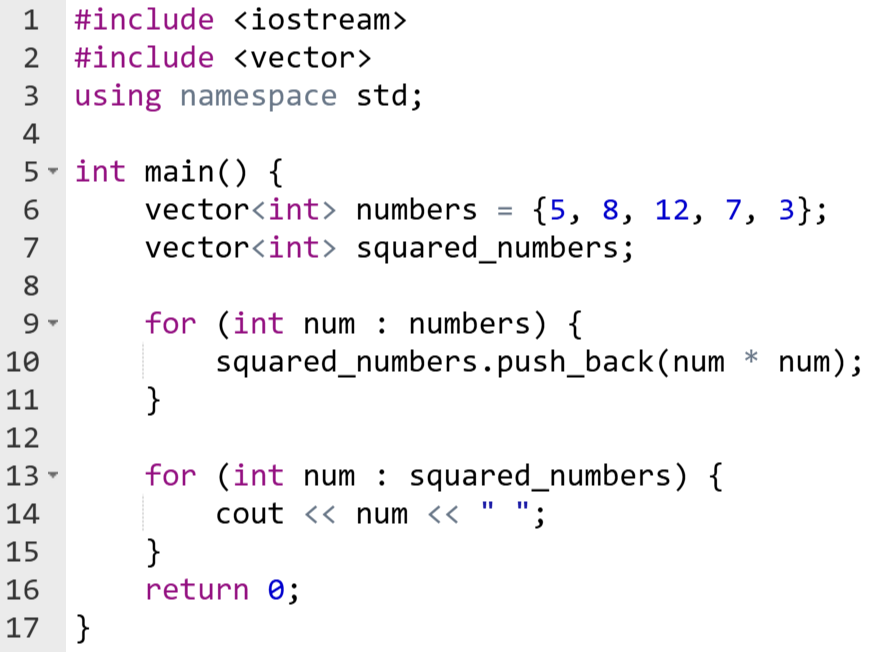 1 #include <iostream>
2 #include <vector>
3 using namespace std;
4
5 int main() {
6     vector<int> numbers = {5, 8, 12, 7, 3};
7     vector<int> squared_numbers;
8
9     for (int num : numbers) {
10         squared_numbers.push_back(num * num);
11     }
12
13     for (int num : squared_numbers) {
14         cout << num << " ";
15     }
16     return 0;
17 }